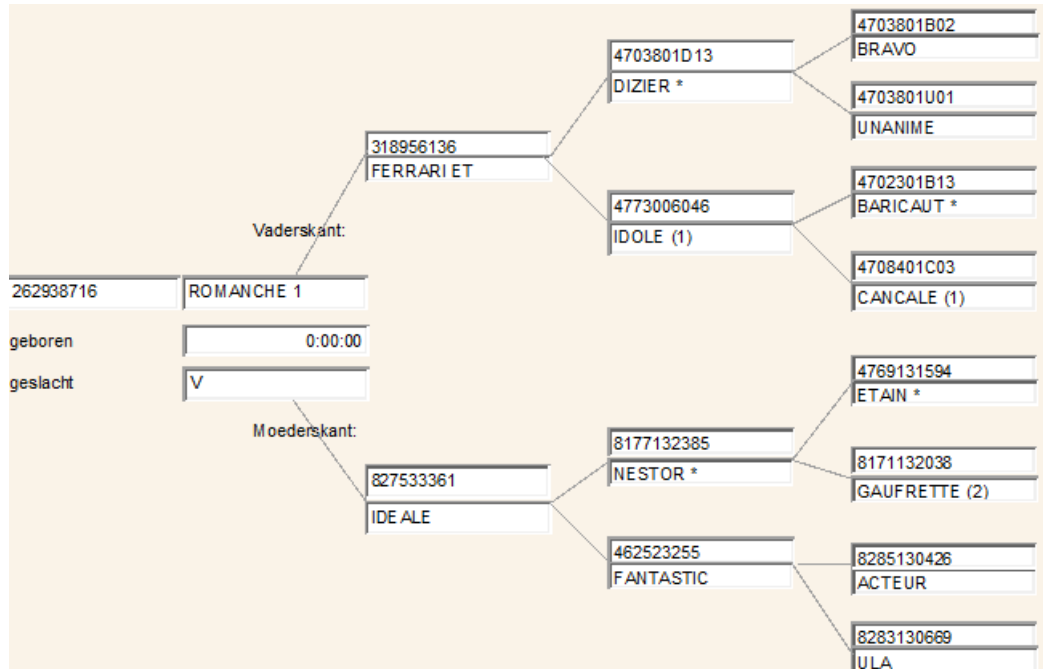 4703801B02
BRAVO
4703801D13
DIZIER *
4703801U01
UNANIME
318956136
FERRARI ET
4702301B13
BARICAUT *
4773006046
IDOLE (1)
Vaderskant:
4708401C03
CANCALE (1)
262938716 ROMANCHE 1
geboren 0:00:00
geslacht V
4769131594
ETAIN *
Moederskant:
8177132385
NESTOR *
8171132038
GAUFRETTE (2)
827533361
IDEALE
462523255
FANTASTIC
8285130426
ACTEUR
8283130669
ULA